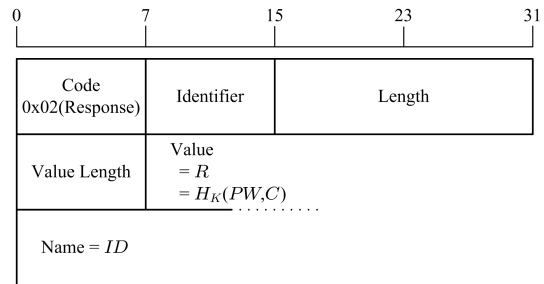 0 7 15 23 31
Code
0x02(Response)
Identifier
Length
Value Length
Value
= R
= H_K(PW,C)
Name = ID